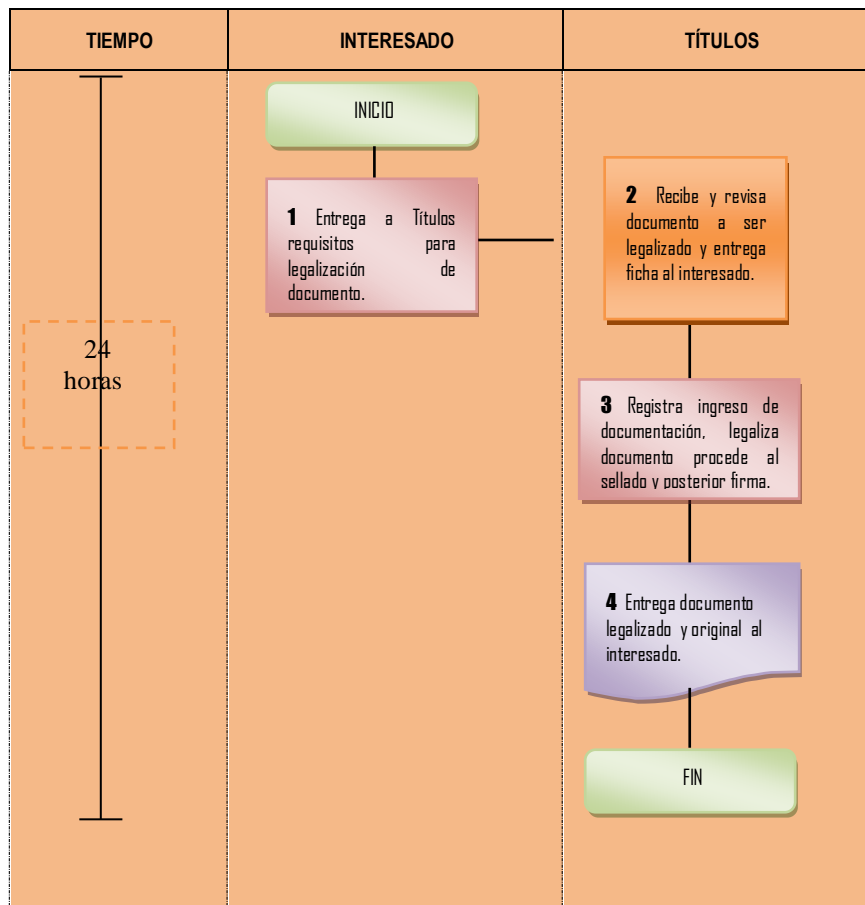 TIEMPO
INTERESADO
TÍTULOS
INICIO
1 Entrega a Títulos
requisitos para
legalización de
documento.
2 Recibe y revisa
documento a ser
legalizado y entrega
ficha al interesado.
24
horas
3 Registra ingreso de
documentación, legaliza
documento procede al
sellado y posterior firma.
4 Entrega documento
legalizado y original al
interesado.
FIN